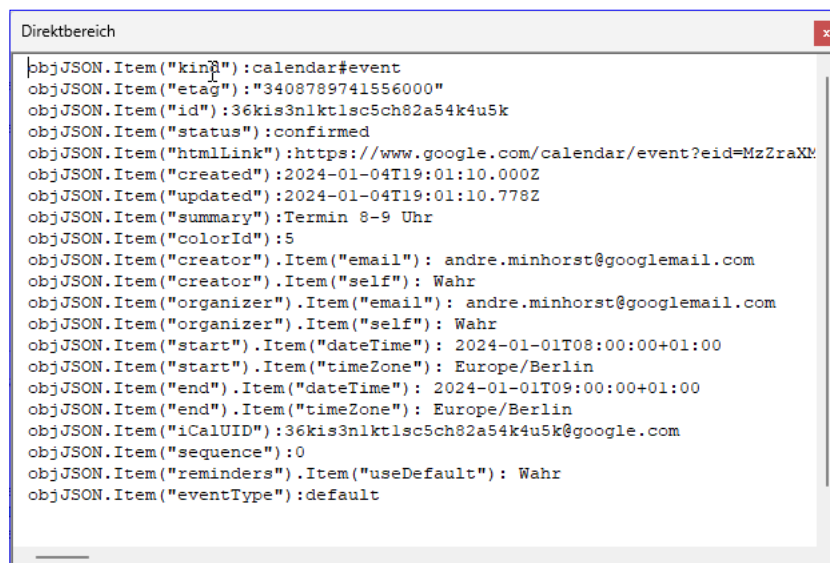 Direktbereich
x
objJSON.Item("kind"):calendar#event
objJSON.Item("etag"):"3408789741556000"
objJSON.Item("id"):36kis3n1kt1sc5ch82a54k4u5k
objJSON.Item("status"):confirmed
objJSON.Item("htmlLink"):https://www.google.com/calendar/event?eid=MzZraXM
objJSON.Item("created"):2024-01-04T19:01:10.000Z
objJSON.Item("updated"):2024-01-04T19:01:10.778Z
objJSON.Item("summary"):Termin 8-9 Uhr
objJSON.Item("colorId"):5
objJSON.Item("creator").Item("email"): andre.minhorst@googlemail.com
objJSON.Item("creator").Item("self"): Wahr
objJSON.Item("organizer").Item("email"): andre.minhorst@googlemail.com
objJSON.Item("organizer").Item("self"): Wahr
objJSON.Item("start").Item("dateTime"): 2024-01-01T08:00:00+01:00
objJSON.Item("start").Item("timeZone"): Europe/Berlin
objJSON.Item("end").Item("dateTime"): 2024-01-01T09:00:00+01:00
objJSON.Item("end").Item("timeZone"): Europe/Berlin
objJSON.Item("iCalUID"):36kis3n1kt1sc5ch82a54k4u5k@google.com
objJSON.Item("sequence"):0
objJSON.Item("reminders").Item("useDefault"): Wahr
objJSON.Item("eventType"):default